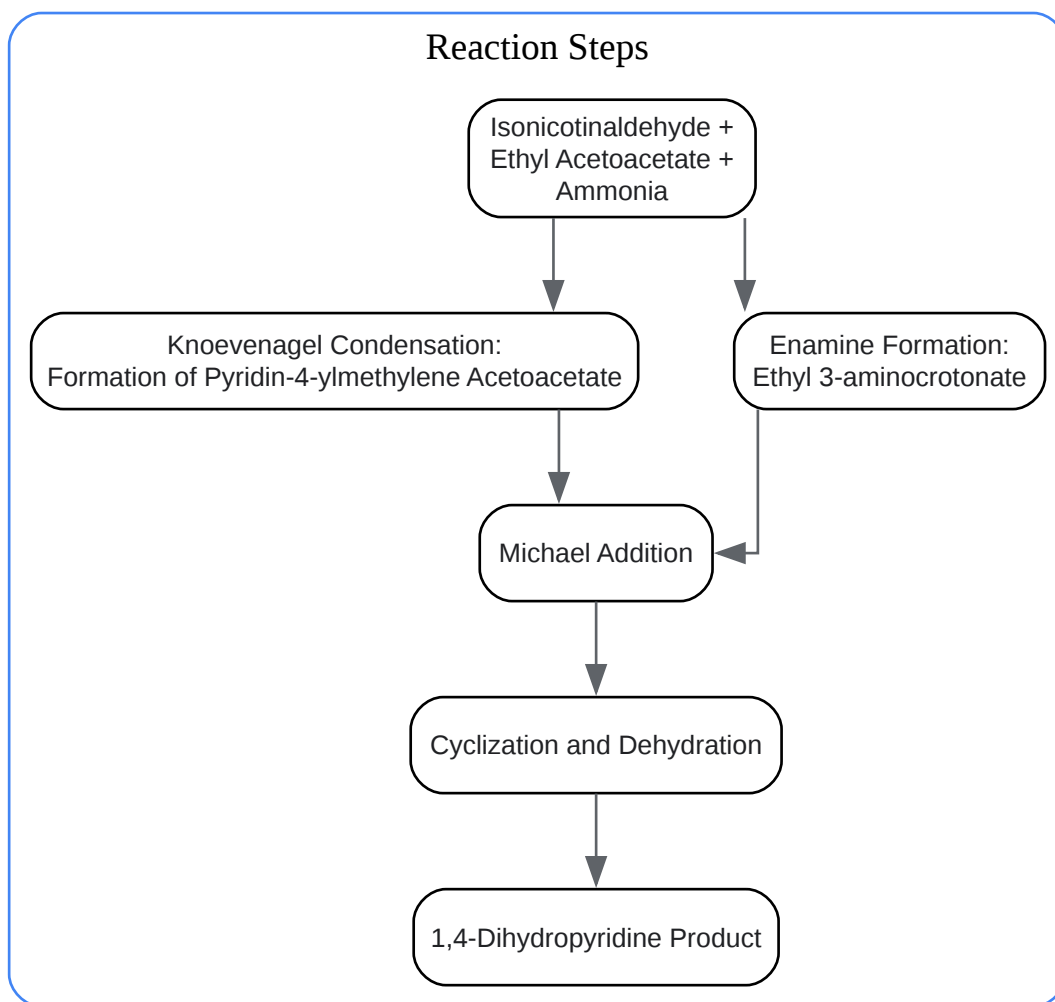 Reaction Steps
Isonicotinaldehyde +
Ethyl Acetoacetate +
Ammonia
Knoevenagel Condensation:
Formation of Pyridin-4-ylmethylene Acetoacetate
Enamine Formation:
Ethyl 3-aminocrotonate
Michael Addition
Cyclization and Dehydration
1,4-Dihydropyridine Product